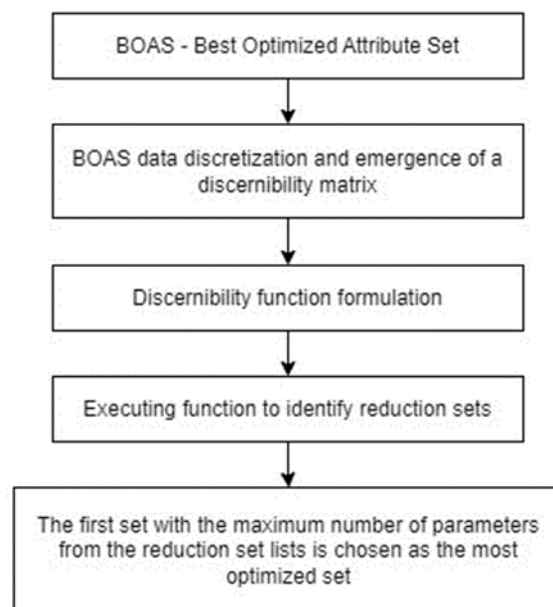 BOAS - Best Optimized Attribute Set
BOAS data discretization and emergence of a
discernibility matrix
Discernibility function formulation
Executing function to identify reduction sets
The first set with the maximum number of parameters
from the reduction set lists is chosen as the most
optimized set